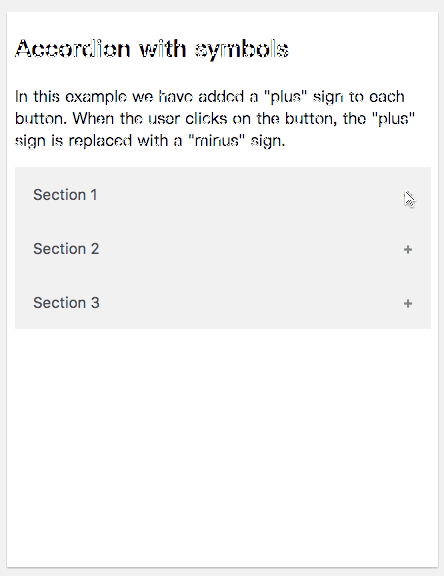 Accordion with symbols
In this example we have added a "plus" sign to each
button. When the user clicks on the button, the "plus"
sign is replaced with a "minus" sign.
Section 1
Section 2 +
Section 3 +